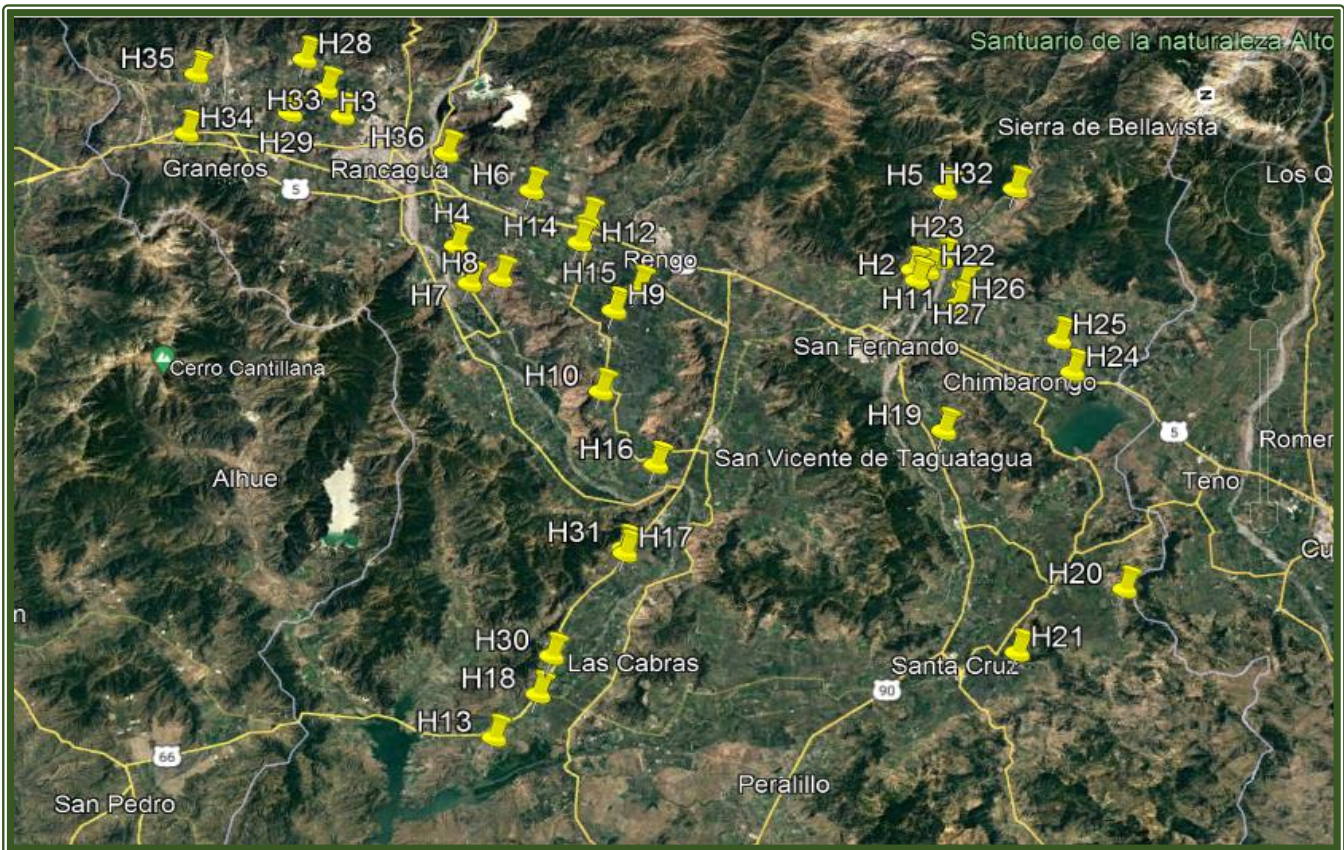 Santuario de la naturaleza Alto
H28
H35
N
H33 H3
H34
Sierra de Bellavista
H29
H36
Graneros
Rancagua
H6
H5 H32
Los Q
5
H4
H14
H12
H23
H8
H15
Rengo
H2
H22
H7
H9
H11
H26
H27
H25
San Fernando
Cerro Cantillana
H24
H10
Chimbarongo
H19
H16
San Vicente de Taguatagua
5
Romer
Alhue
Teno
H31 H17
Cu
H20
n
H30
H21
Las Cabras
Santa Cruz
H18
90
H13
66
Peralillo
San Pedro